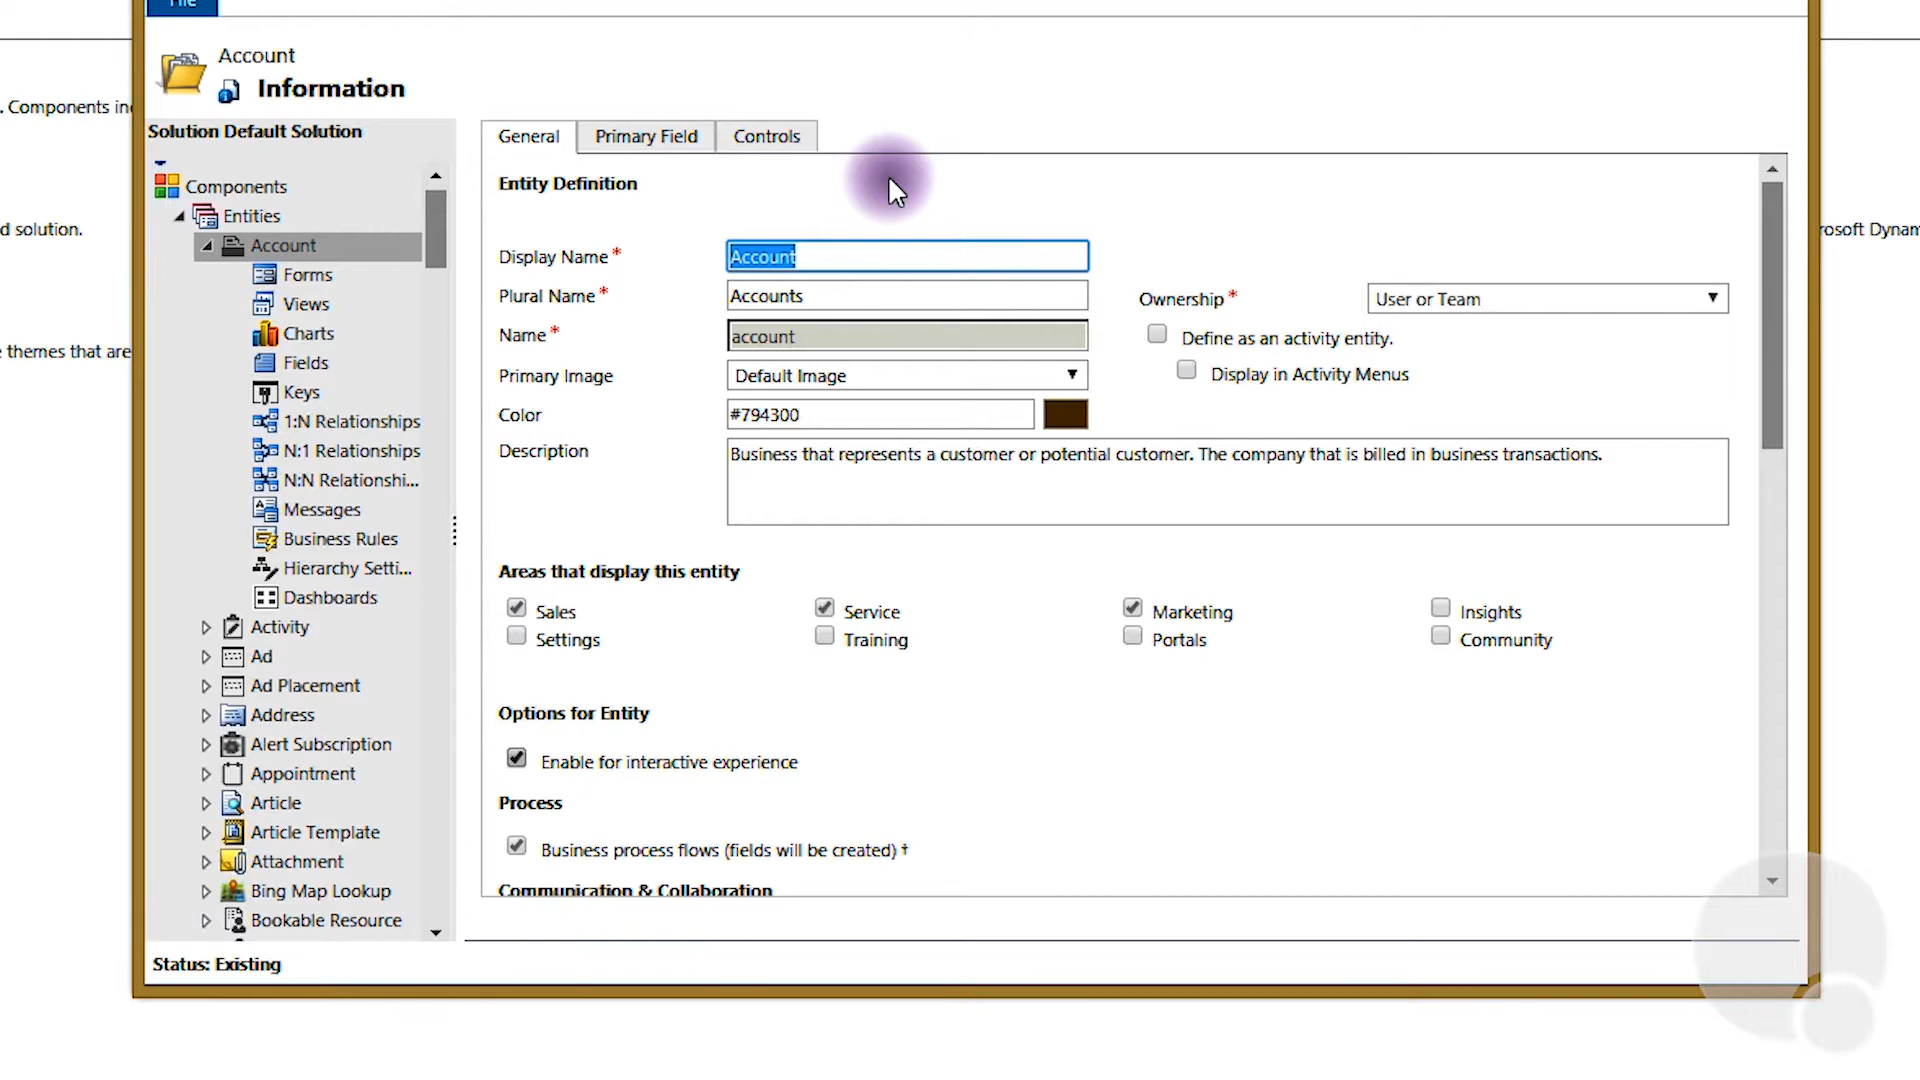 File
Account
Information
. Components inc
d solution.
e themes that are
rosoft Dynam
Solution Default Solution
Components
Entities
Account
Forms
Views
Charts
Fields
Keys
1:N Relationships
N:1 Relationships
N:N Relationshi...
Messages
Business Rules
Hierarchy Setti...
Dashboards
Activity
Ad
Ad Placement
Address
Alert Subscription
Appointment
Article
Article Template
Attachment
Bing Map Lookup
Bookable Resource
General Primary Field Controls
Entity Definition
Display Name * Account
Plural Name * Accounts
Ownership * User or Team
Name * account
Define as an activity entity.
Primary Image Default Image
Display in Activity Menus
Color #794300
Description Business that represents a customer or potential customer. The company that is billed in business transactions.
Areas that display this entity
Sales Service Marketing Insights
Settings Training Portals Community
Options for Entity
Enable for interactive experience
Process
Business process flows (fields will be created) †
Communication & Collaboration
Status: Existing